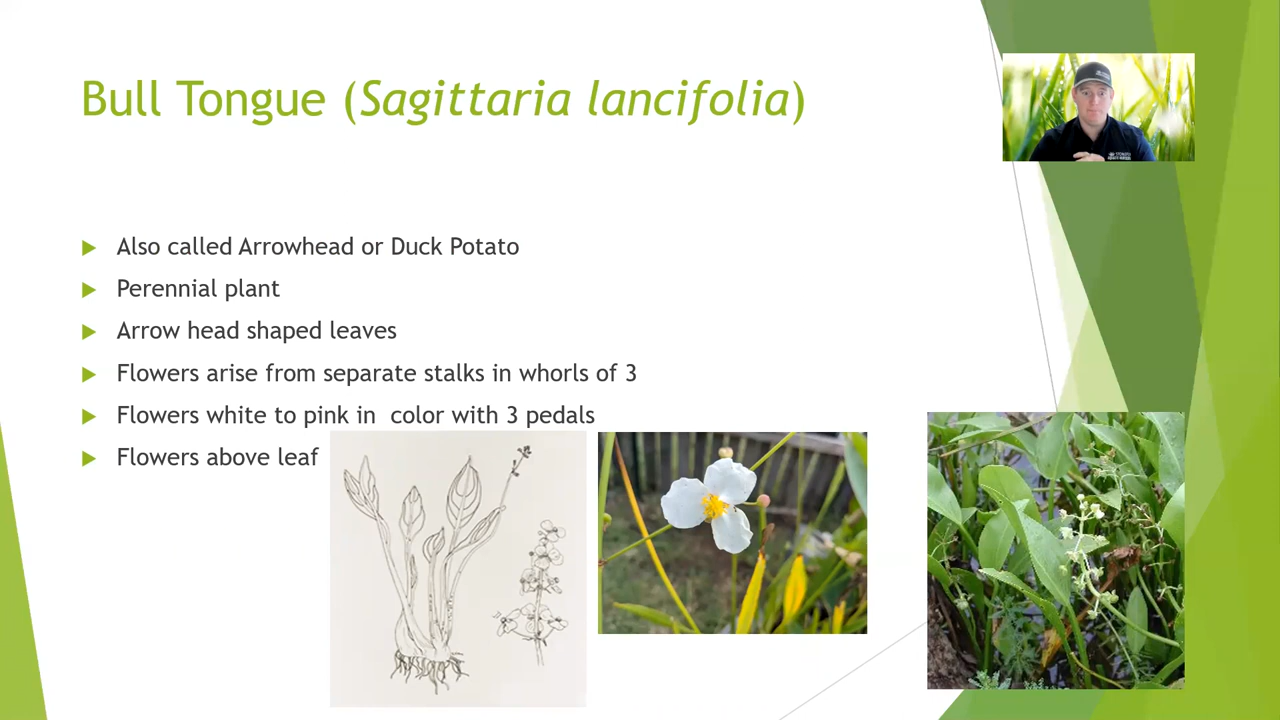 Bull Tongue (Sagittaria lancifolia)
Also called Arrowhead or Duck Potato
Perennial plant
Arrow head shaped leaves
Flowers arise from separate stalks in whorls of 3
Flowers white to pink in  color with 3 pedals
Flowers above leaf